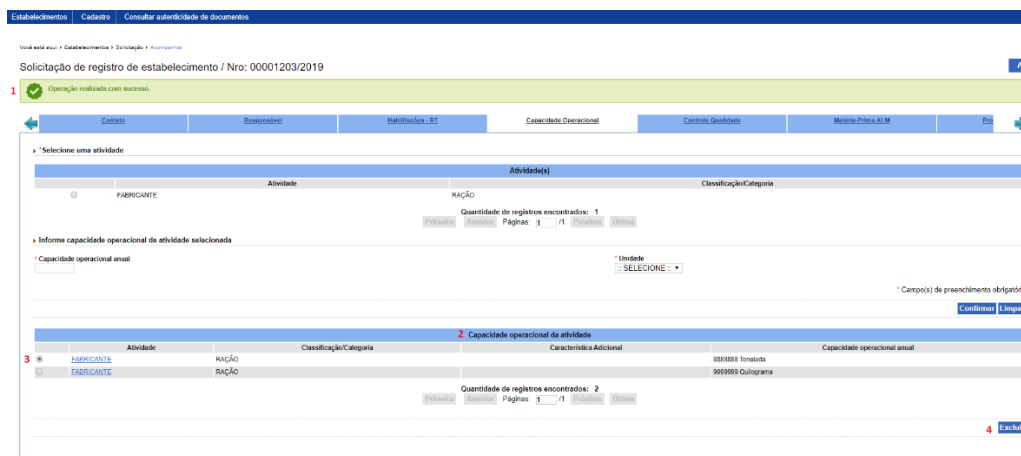 Estabelecimentos Cadastro Consultar autenticidade de documentos
Você está aqui: Estabelecimentos Solicitação Acompanhar
Solicitação de registro de estabelecimento / Nro: 00001203/2019
1 Operação realizada com sucesso.
Contato Responsável Habilitações - RT Capacidade Operacional Controle Qualidade Matéria-Prima ALM Pro
*Selecione uma atividade
Atividade(s)
Atividade Classificação/Categoria
FABRICANTE RAÇÃO
Quantidade de registros encontrados: 1
Primeira Anterior Páginas: 1 /1 Próxima Última
Informe capacidade operacional da atividade selecionada
* Capacidade operacional anual * Unidade
:: SELECIONE ::
* Campo(s) de preenchimento obrigatóri
Confirmar Limpa
2 Capacidade operacional da atividade
Atividade Classificação/Categoria Característica Adicional Capacidade operacional anual
3 FABRICANTE RAÇÃO 8888888 Tonelada
FABRICANTE RAÇÃO 9999999 Quilograma
Quantidade de registros encontrados: 2
Primeira Anterior Páginas: 1 /1 Próxima Última
4 Exclui